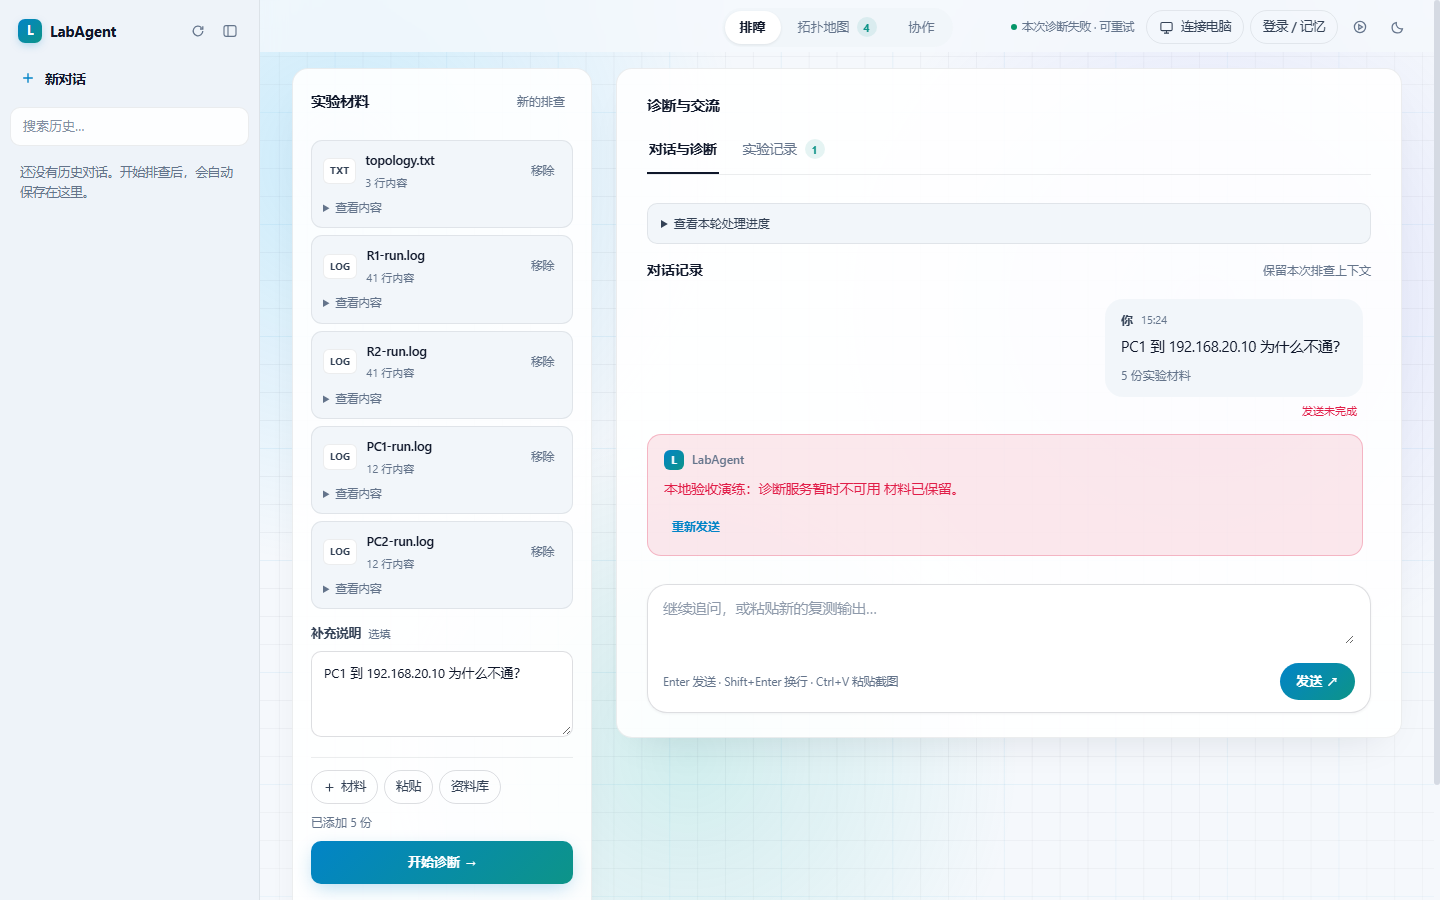 L LabAgent
+ 新对话
搜索历史...
还没有历史对话。开始排查后，会自动
保存在这里。
排障
拓扑地图 4
协作
本次诊断失败 · 可重试
连接电脑
登录 / 记忆
实验材料
新的排查
TXT
topology.txt
3 行内容
移除
查看内容
LOG
R1-run.log
41 行内容
移除
查看内容
LOG
R2-run.log
41 行内容
移除
查看内容
LOG
PC1-run.log
12 行内容
移除
查看内容
LOG
PC2-run.log
12 行内容
移除
查看内容
补充说明 选填
PC1 到 192.168.20.10 为什么不通？
+ 材料
粘贴
资料库
已添加 5 份
开始诊断 →
诊断与交流
对话与诊断
实验记录 1
查看本轮处理进度
对话记录
保留本次排查上下文
你 15:24
PC1 到 192.168.20.10 为什么不通？
5 份实验材料
发送未完成
L LabAgent
本地验收演练：诊断服务暂时不可用 材料已保留。
重新发送
继续追问，或粘贴新的复测输出...
Enter 发送 · Shift+Enter 换行 · Ctrl+V 粘贴截图
发送 ↗